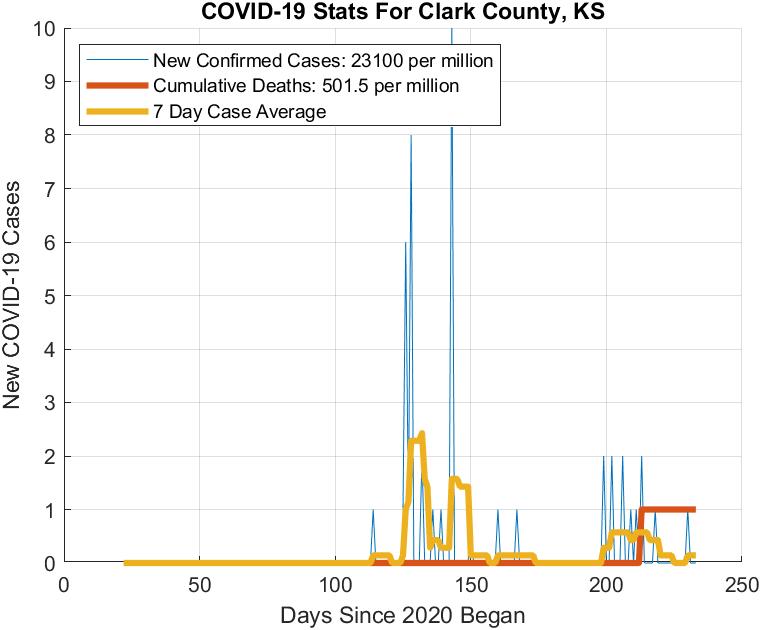 COVID-19 Stats For Clark County, KS
New Confirmed Cases: 23100 per million
Cumulative Deaths: 501.5 per million
7 Day Case Average
New COVID-19 Cases
10
9
8
7
6
5
4
3
2
1
0
0 50 100 150 200 250
Days Since 2020 Began